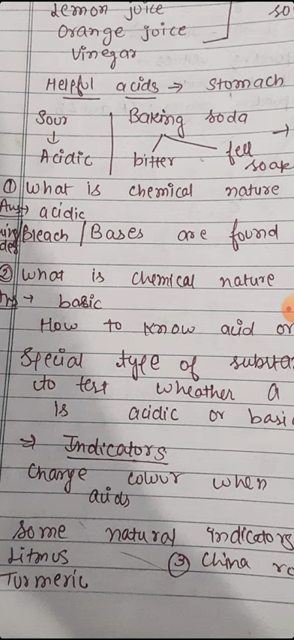 Lemon juice
Orange juice
Vinegar
Helpful acids → stomach
Sour Baking soda
↓
Acidic bitter feel
soap
① What is chemical nature
Ans→ acidic
Bleach / Bases are found
② What is chemical nature
→ basic
How to know acid or
Special type of substa
to test wheather a
is acidic or basi
⇒ Indicators
Change colour when
acids
Some natural indicators
Litmus ③ China ro
Turmeric